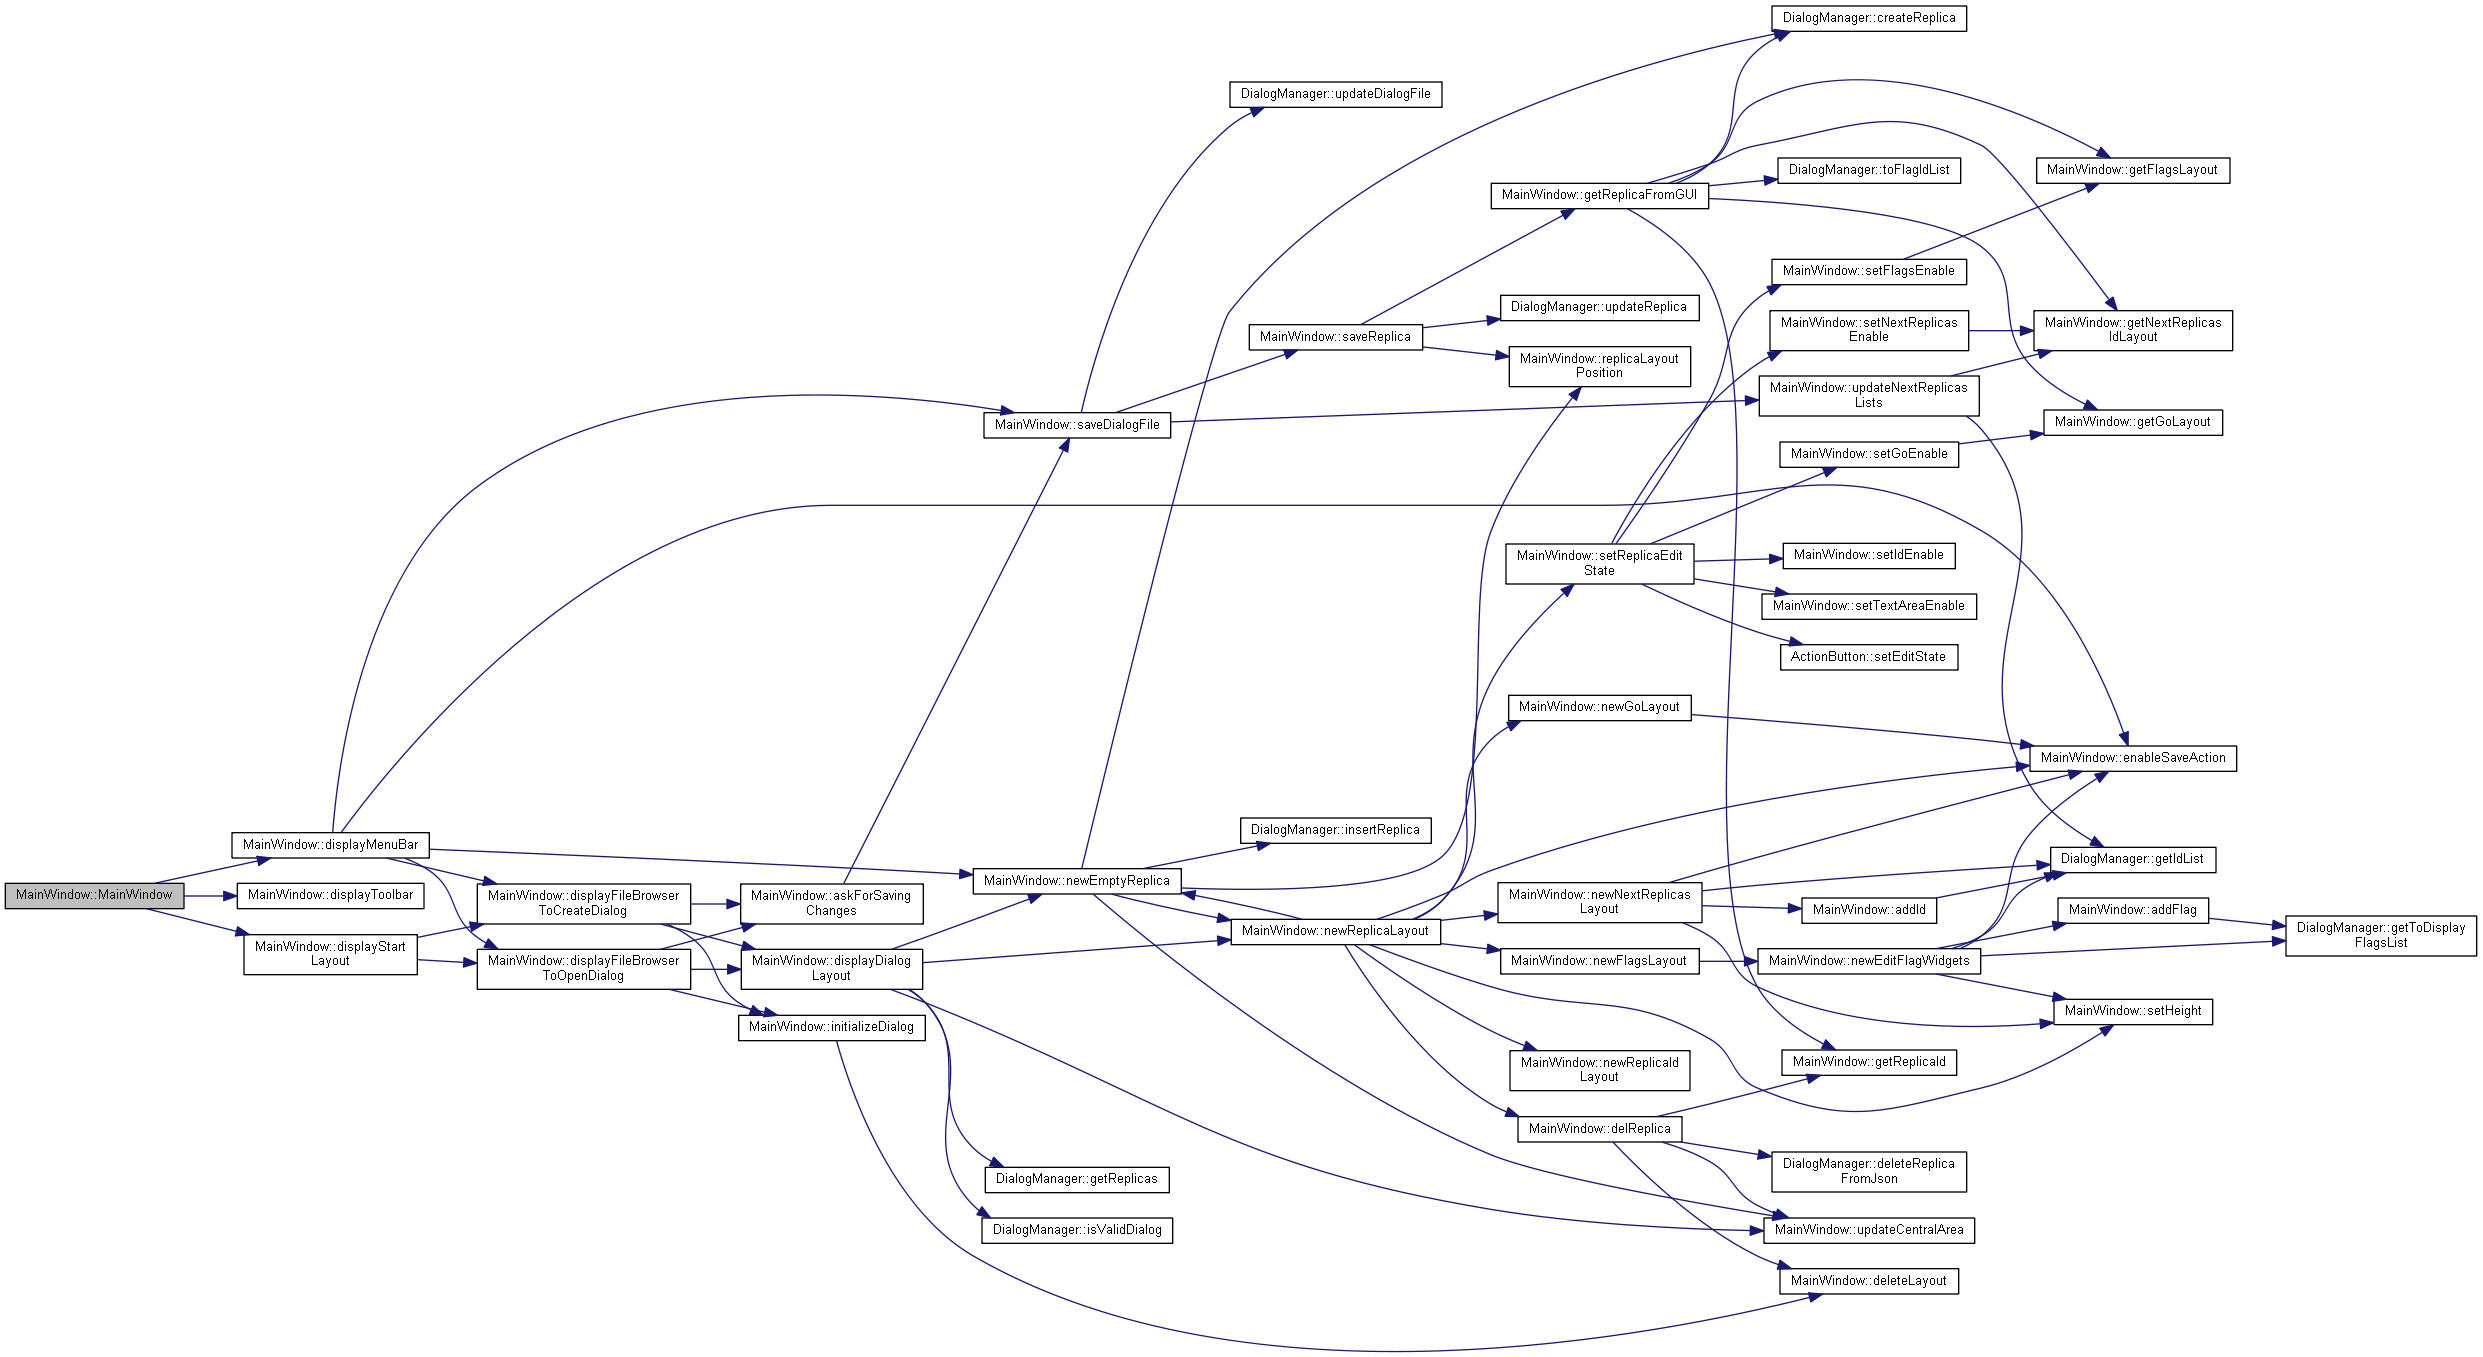 DialogManager::createReplica
DialogManager::updateDialogFile
MainWindow::getFlagsLayout
DialogManager::toFlagIdList
MainWindow::getReplicaFromGUI
MainWindow::setFlagsEnable
DialogManager::updateReplica
MainWindow::setNextReplicas
Enable
MainWindow::getNextReplicas
IdLayout
MainWindow::saveReplica
MainWindow::replicaLayout
Position
MainWindow::updateNextReplicas
Lists
MainWindow::saveDialogFile
MainWindow::getGoLayout
MainWindow::setGoEnable
MainWindow::setReplicaEdit
State
MainWindow::setIdEnable
MainWindow::setTextAreaEnable
ActionButton::setEditState
MainWindow::newGoLayout
MainWindow::enableSaveAction
DialogManager::insertReplica
MainWindow::displayMenuBar
DialogManager::getIdList
MainWindow::newEmptyReplica
MainWindow::MainWindow
MainWindow::displayToolbar
MainWindow::displayFileBrowser
ToCreateDialog
MainWindow::askForSaving
Changes
MainWindow::newNextReplicas
Layout
MainWindow::addId
MainWindow::addFlag
MainWindow::newReplicaLayout
DialogManager::getToDisplay
FlagsList
MainWindow::displayStart
Layout
MainWindow::displayFileBrowser
ToOpenDialog
MainWindow::displayDialog
Layout
MainWindow::newFlagsLayout
MainWindow::newEditFlagWidgets
MainWindow::setHeight
MainWindow::initializeDialog
MainWindow::newReplicaId
Layout
MainWindow::getReplicaId
MainWindow::delReplica
DialogManager::deleteReplica
FromJson
DialogManager::getReplicas
DialogManager::isValidDialog
MainWindow::updateCentralArea
MainWindow::deleteLayout